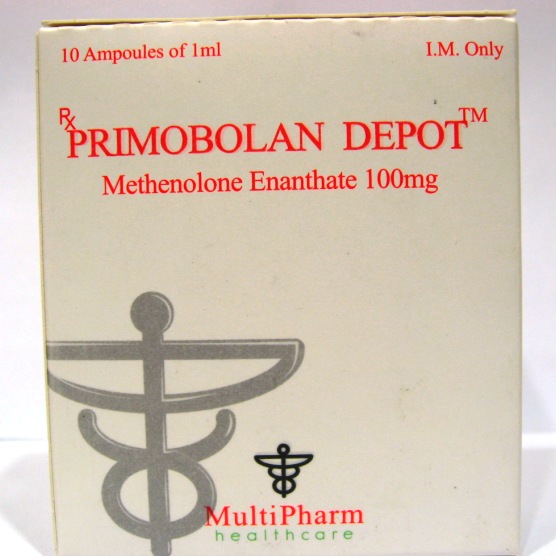 10 Ampoules of 1ml I.M. Only
Rx
PRIMOBOLAN DEPOT™
Methenolone Enanthate 100mg
MultiPharm
healthcare